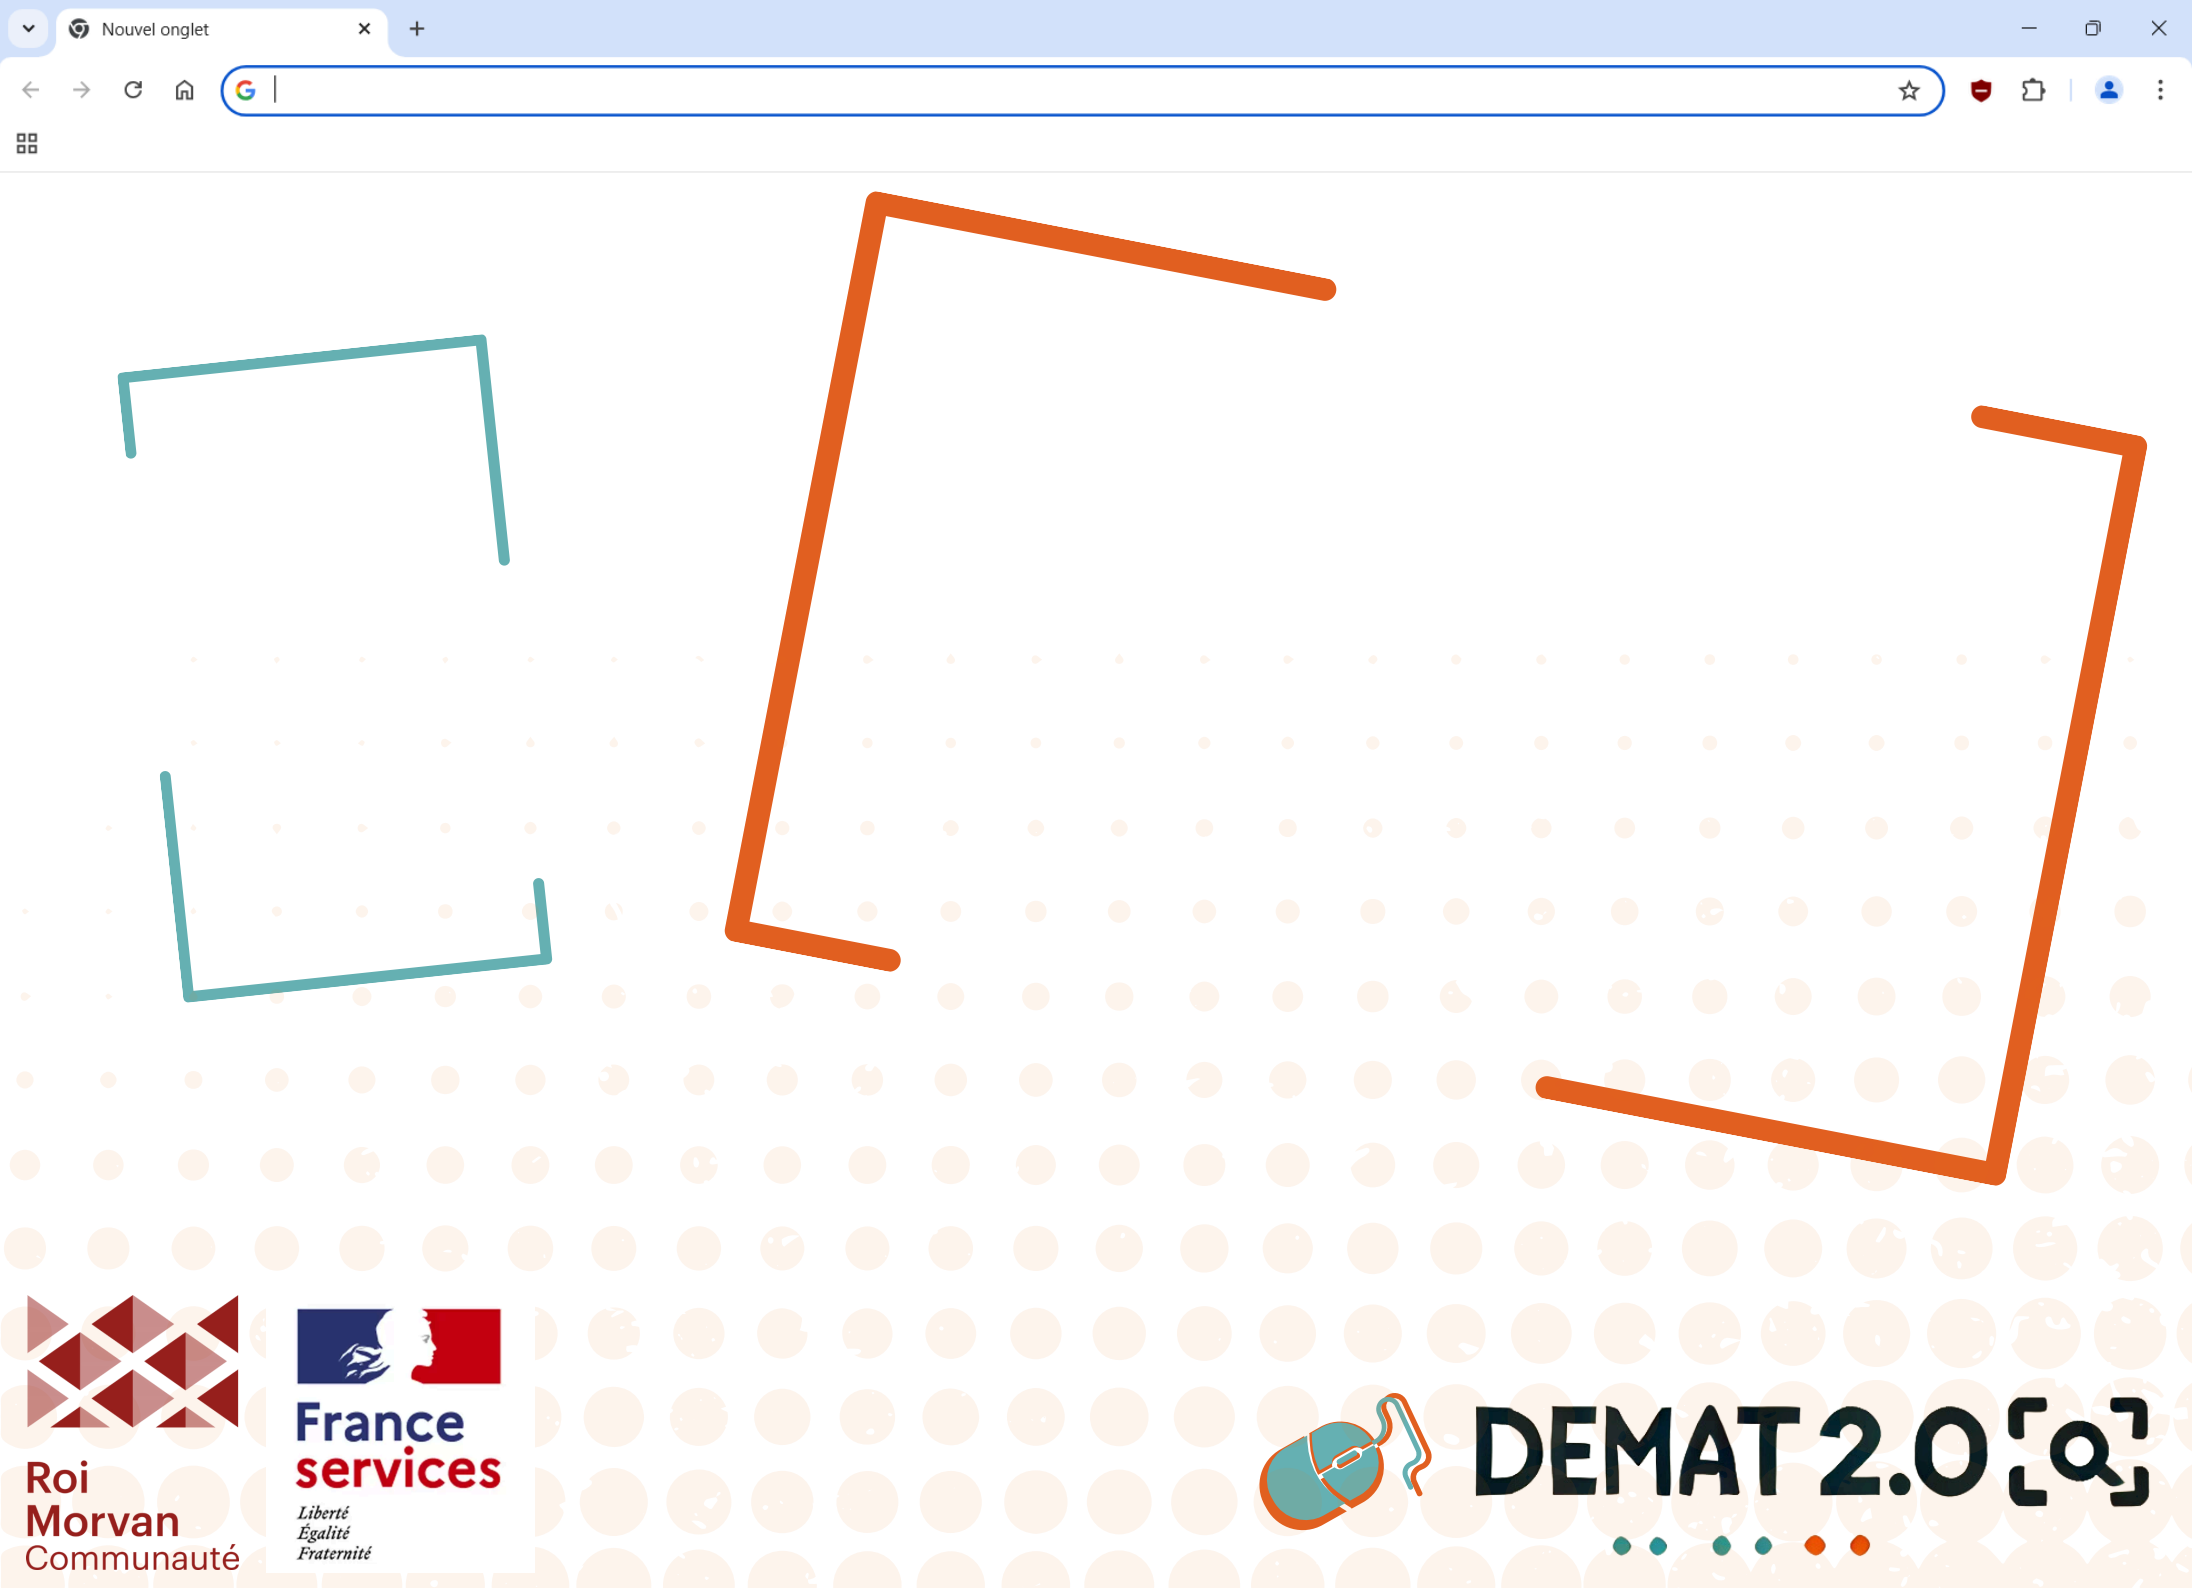 Nouvel onglet
Roi
Morvan
Communauté
France
services
Liberté
Égalité
Fraternité
DEMAT 2.0